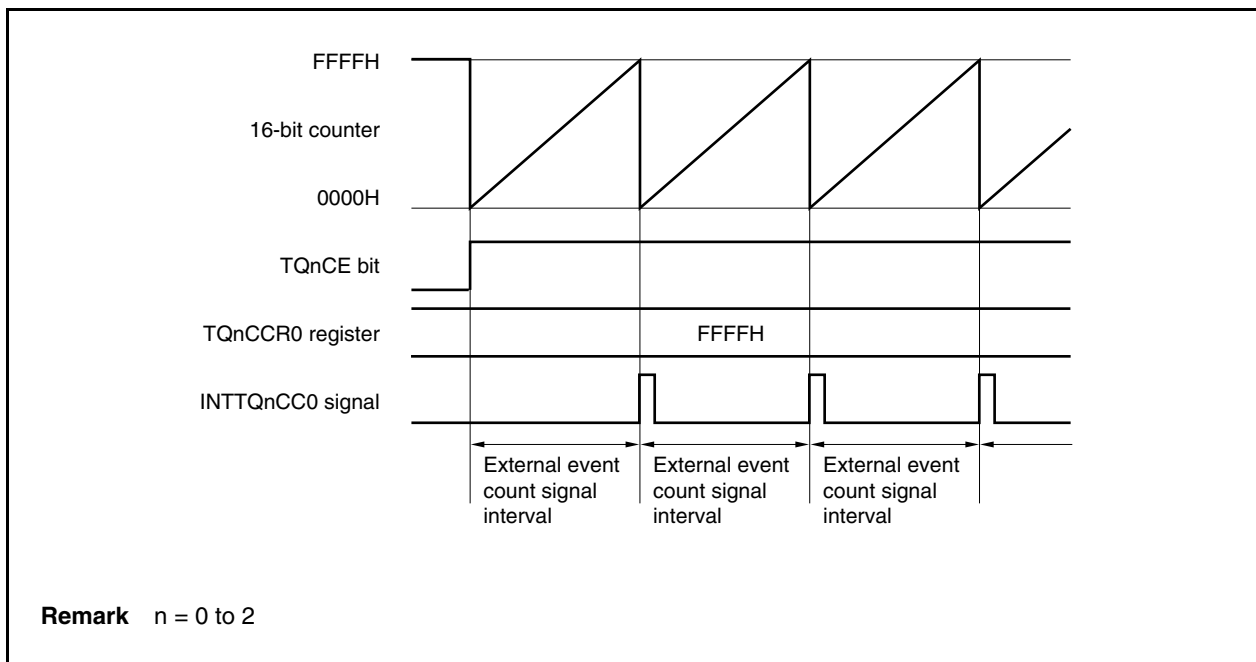 FFFFH
16-bit counter
0000H
TQnCE bit
TQnCCR0 register
FFFFH
INTTQnCC0 signal
External event
count signal
interval
External event
count signal
interval
External event
count signal
interval
Remark n = 0 to 2